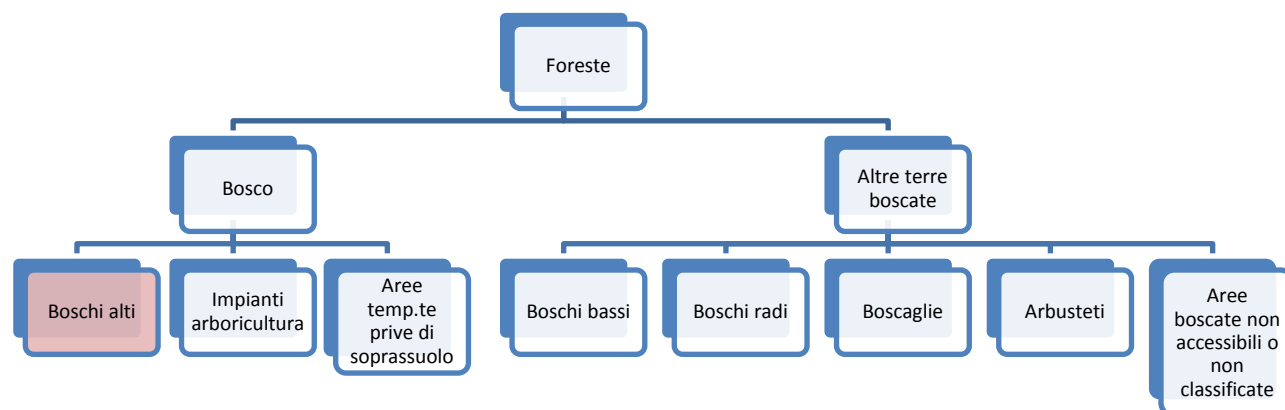 Foreste
Bosco
Altre terre
boscate
Boschi alti
Impianti
arboricultura
Aree
temp.te
prive di
soprassuolo
Boschi bassi
Boschi radi
Boscaglie
Arbusteti
Aree
boscate non
accessibili o
non
classificate